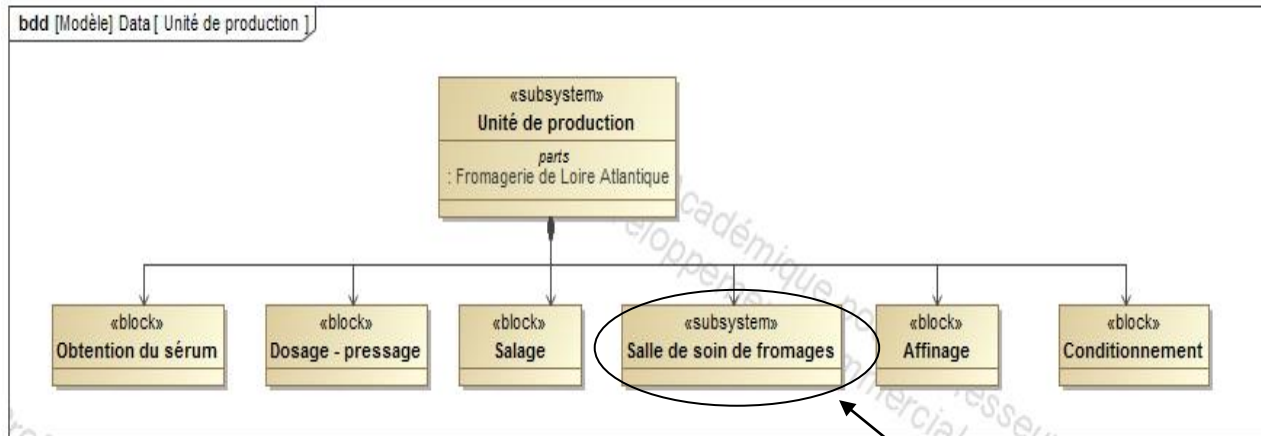 bdd [Modèle] Data [ Unité de production ]
«subsystem»
Unité de production
parts
: Fromagerie de Loire Atlantique
«block»
Obtention du sérum
«block»
Dosage - pressage
«block»
Salage
«subsystem»
Salle de soin de fromages
«block»
Affinage
«block»
Conditionnement